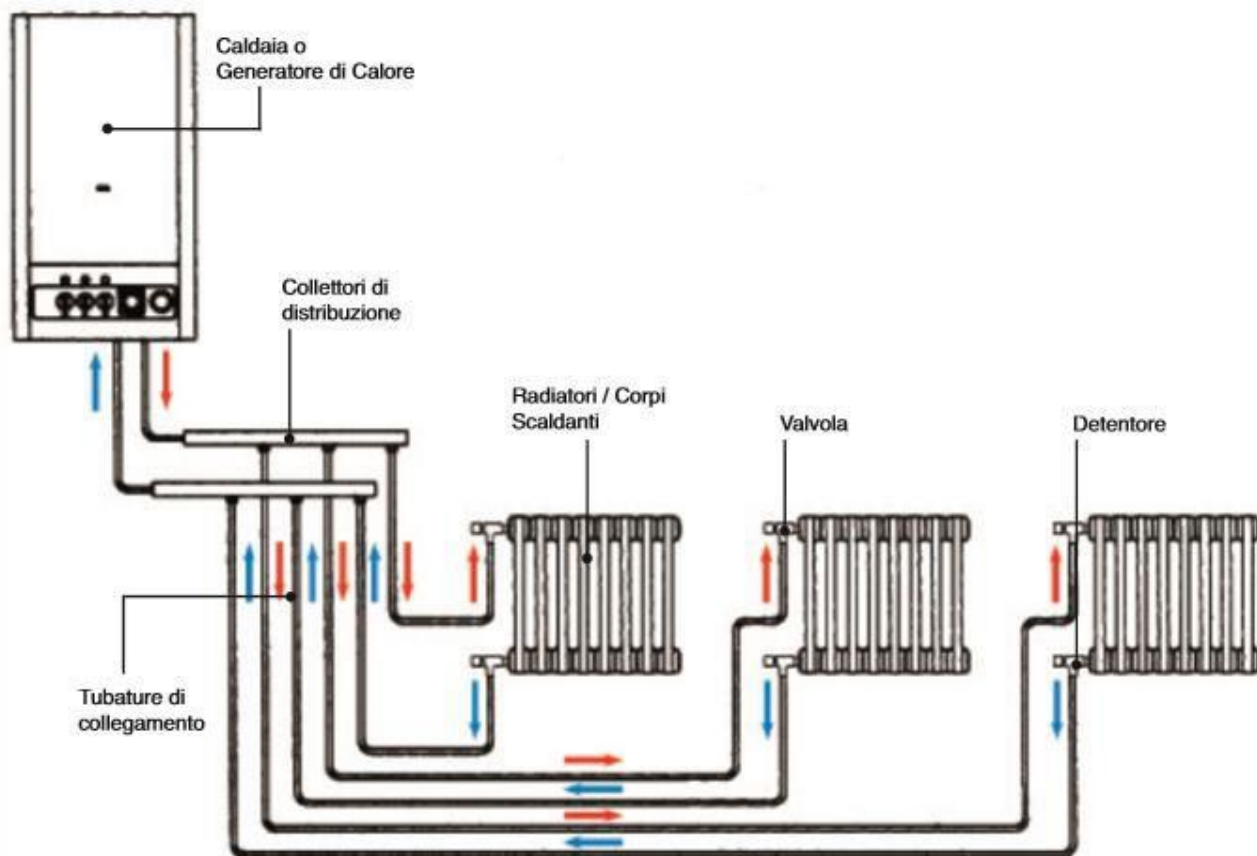 Caldaia o
Generatore di Calore
Collettori di
distribuzione
Radiatori / Corpi
Scaldanti
Valvola
Detentore
Tubature di
collegamento